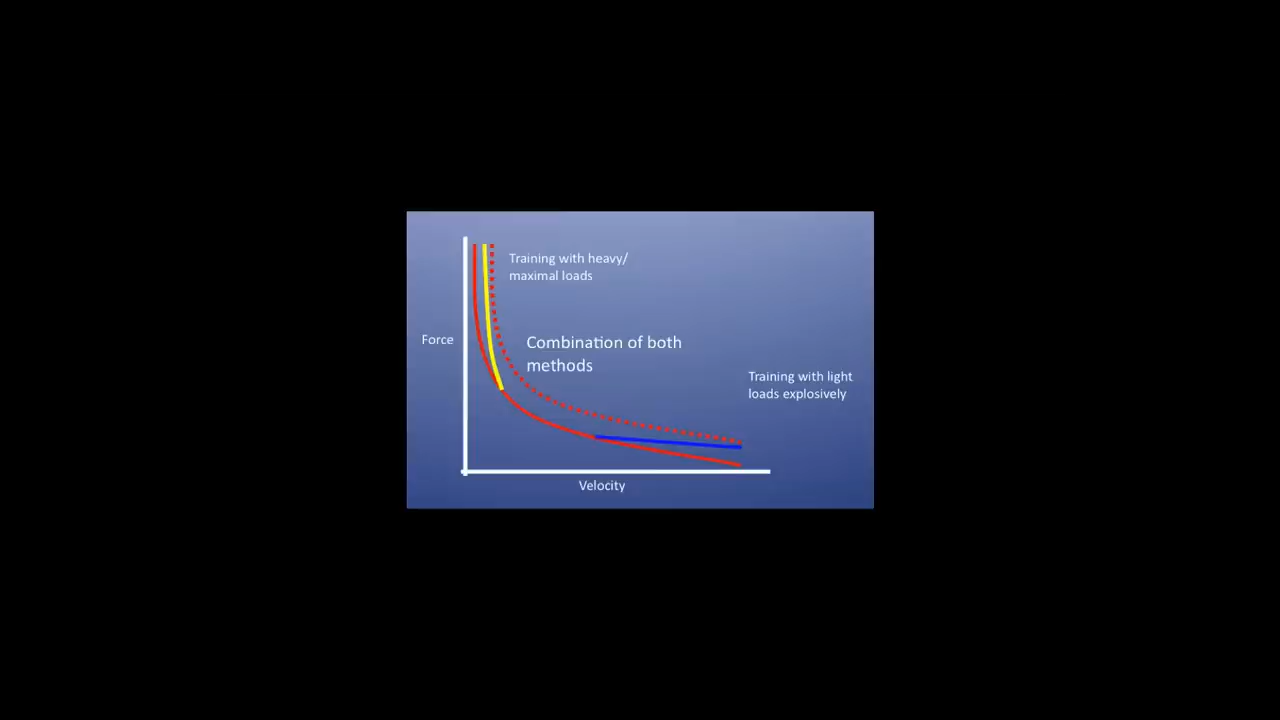 Training with heavy/
maximal loads
Force
Combination of both
methods
Training with light
loads explosively
Velocity